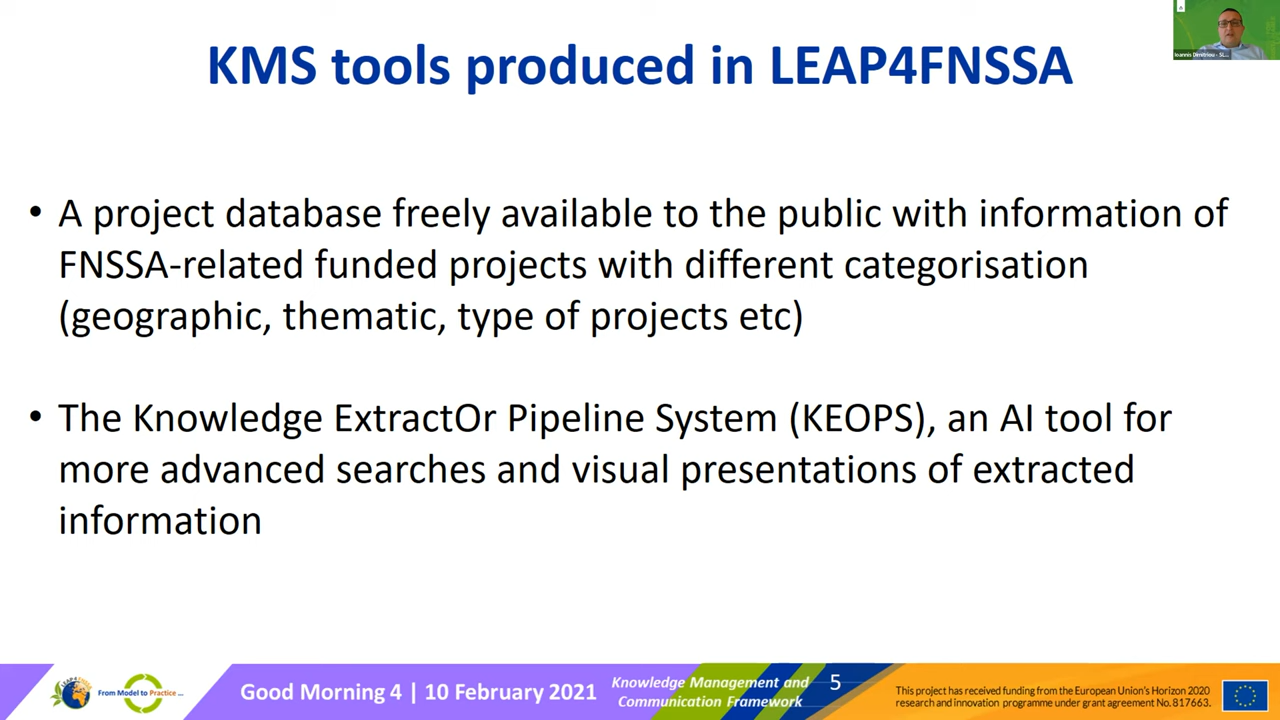 KMS tools produced in LEAP4FNSSA
Ioannis Dimitriou - SL...
• A project database freely available to the public with information of
FNSSA-related funded projects with different categorisation
(geographic, thematic, type of projects etc)
• The Knowledge ExtractOr Pipeline System (KEOPS), an AI tool for
more advanced searches and visual presentations of extracted
information
From Model to Practice ...
Good Morning 4 | 10 February 2021
Knowledge Management and
Communication Framework
5
This project has received funding from the European Union's Horizon 2020
research and innovation programme under grant agreement No. 817663.